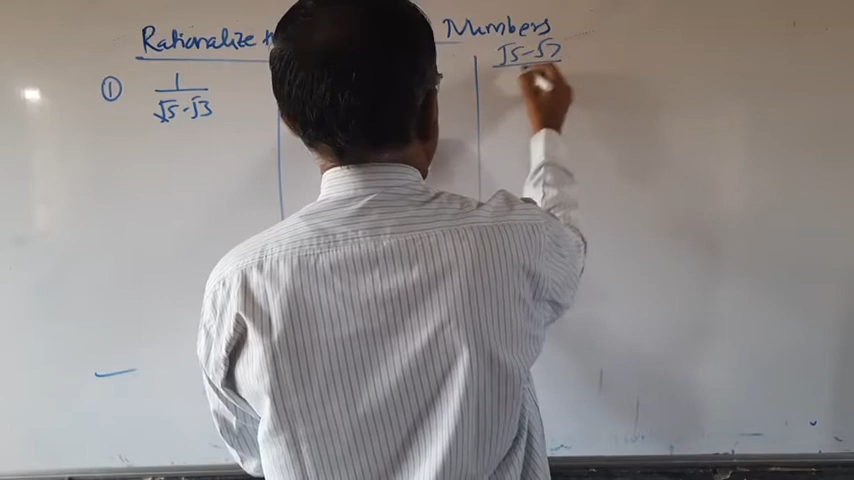 Rationalize Numbers
① 1/(√5-√3)
√5-√7